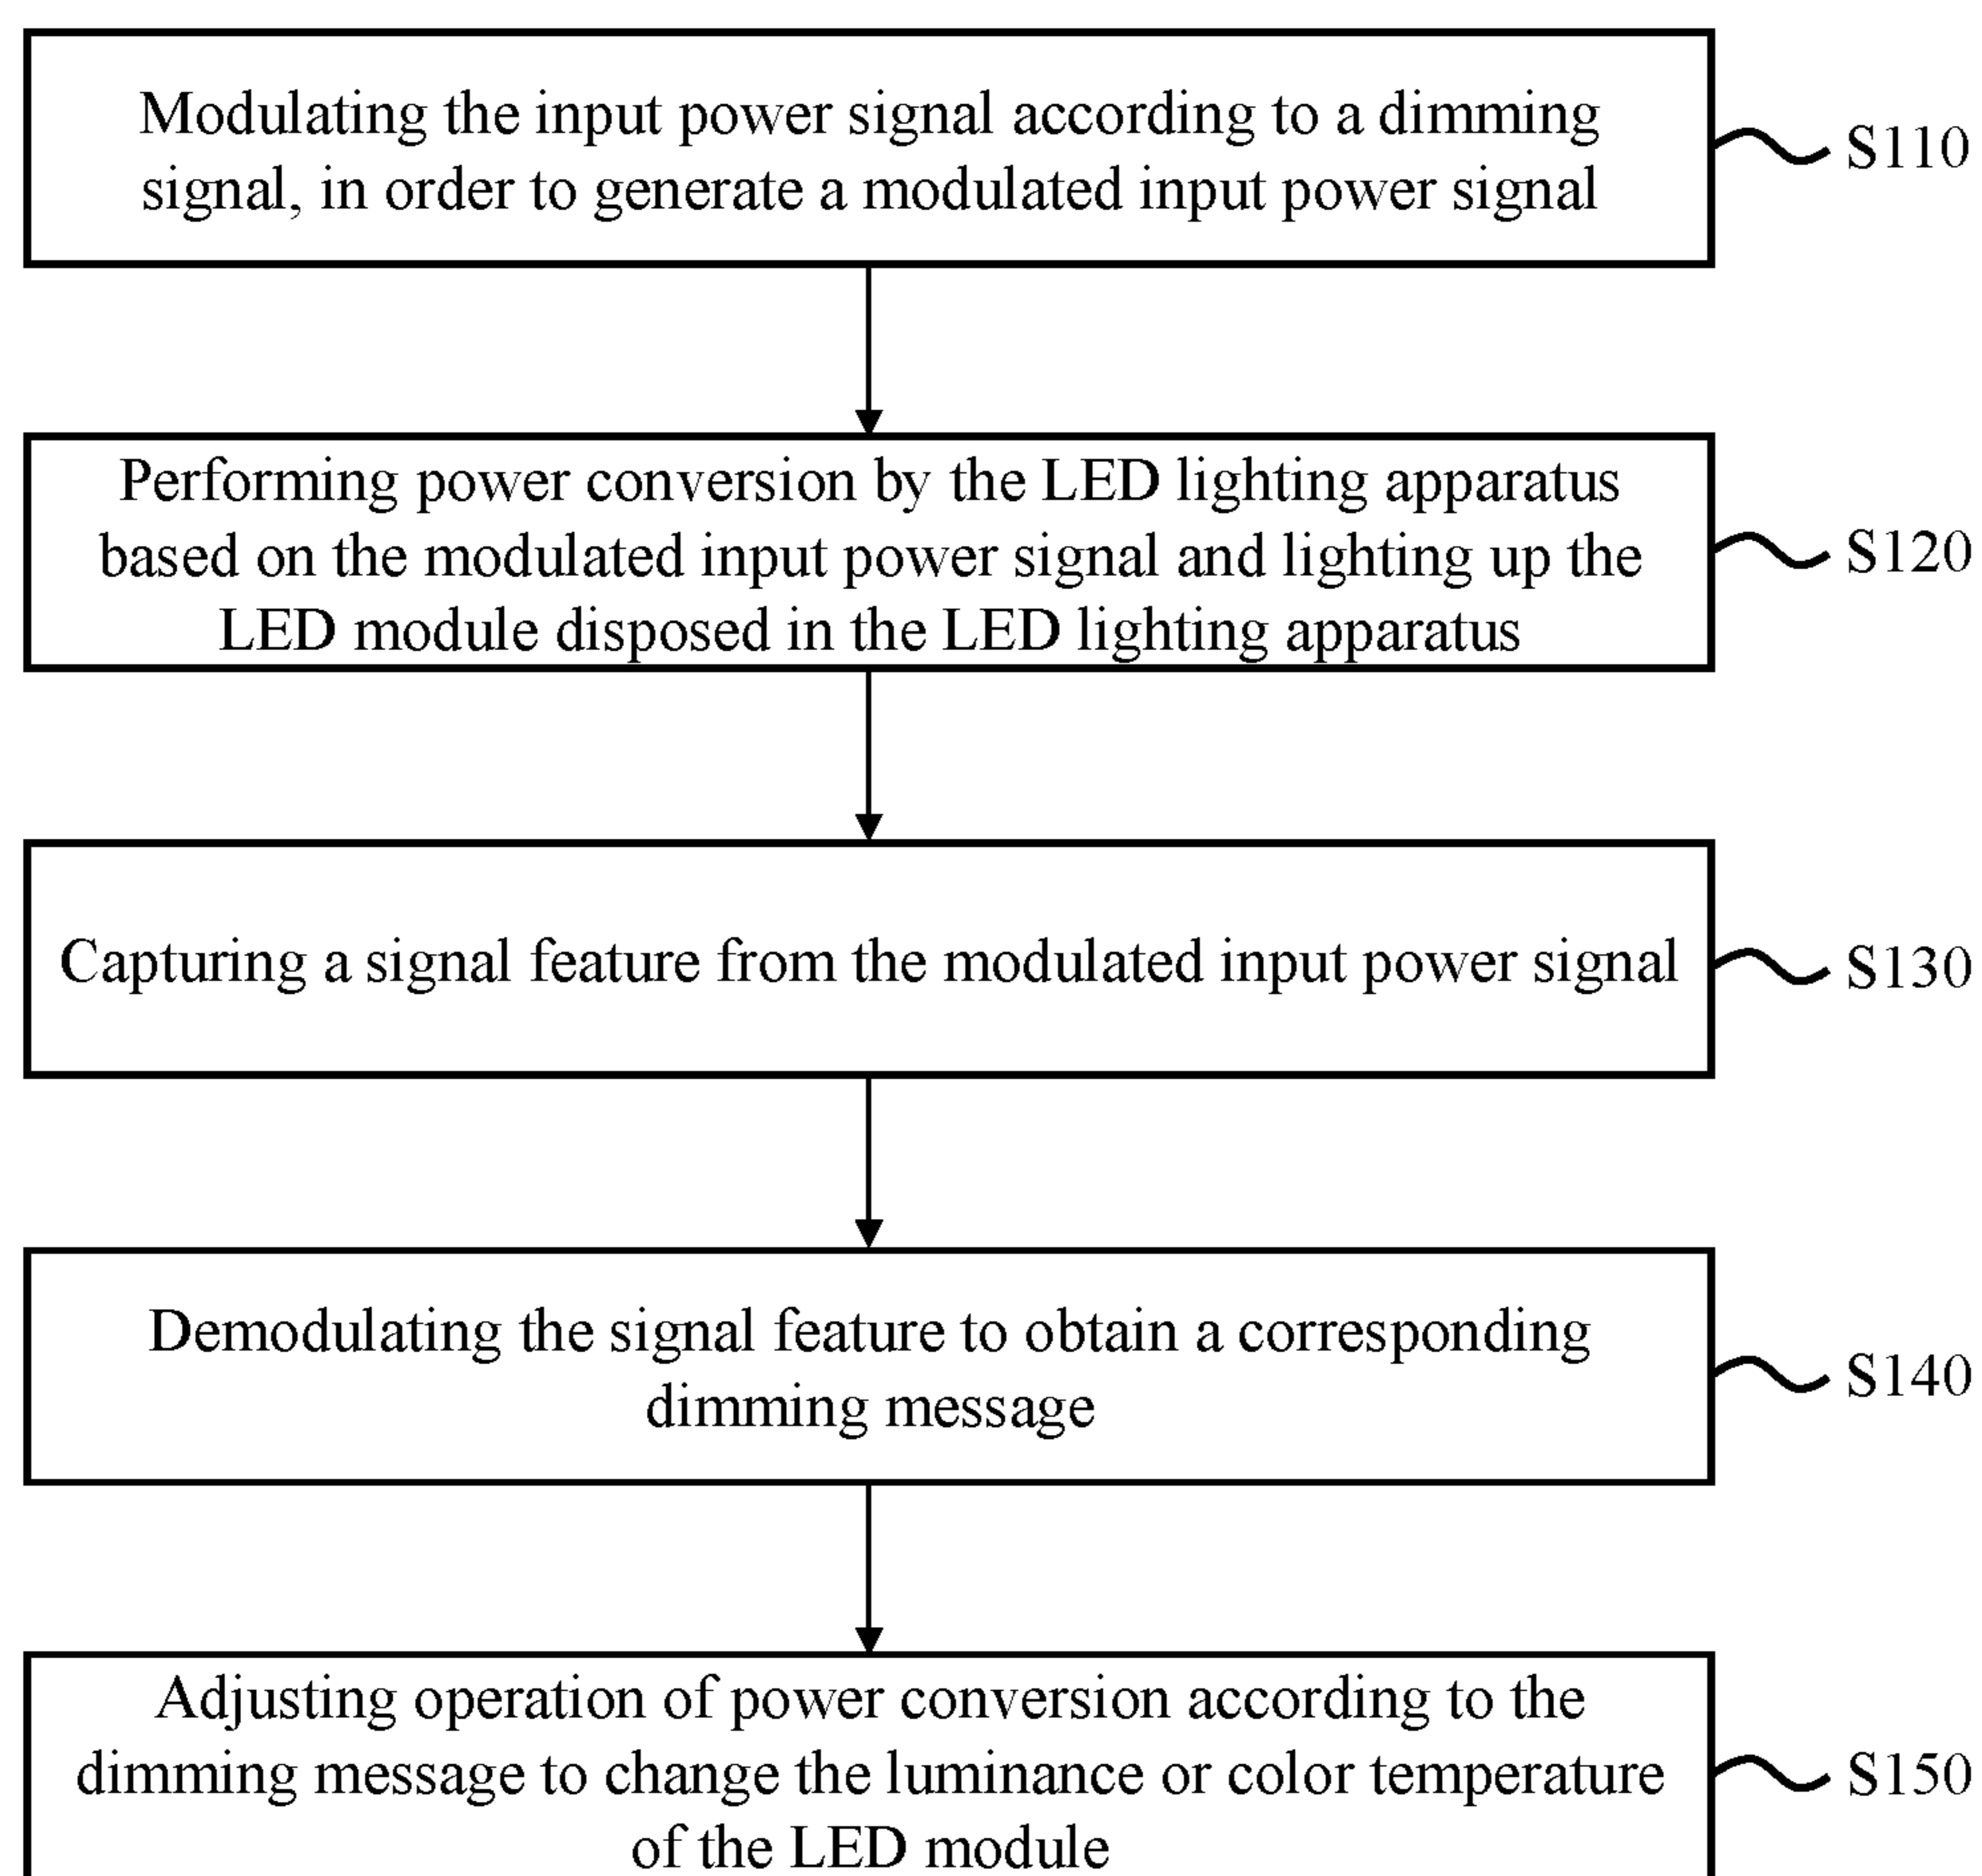 Modulating the input power signal according to a dimming
signal, in order to generate a modulated input power signal
S110
Performing power conversion by the LED lighting apparatus
based on the modulated input power signal and lighting up the
LED module disposed in the LED lighting apparatus
S120
Capturing a signal feature from the modulated input power signal
S130
Demodulating the signal feature to obtain a corresponding
dimming message
S140
Adjusting operation of power conversion according to the
dimming message to change the luminance or color temperature
of the LED module
S150